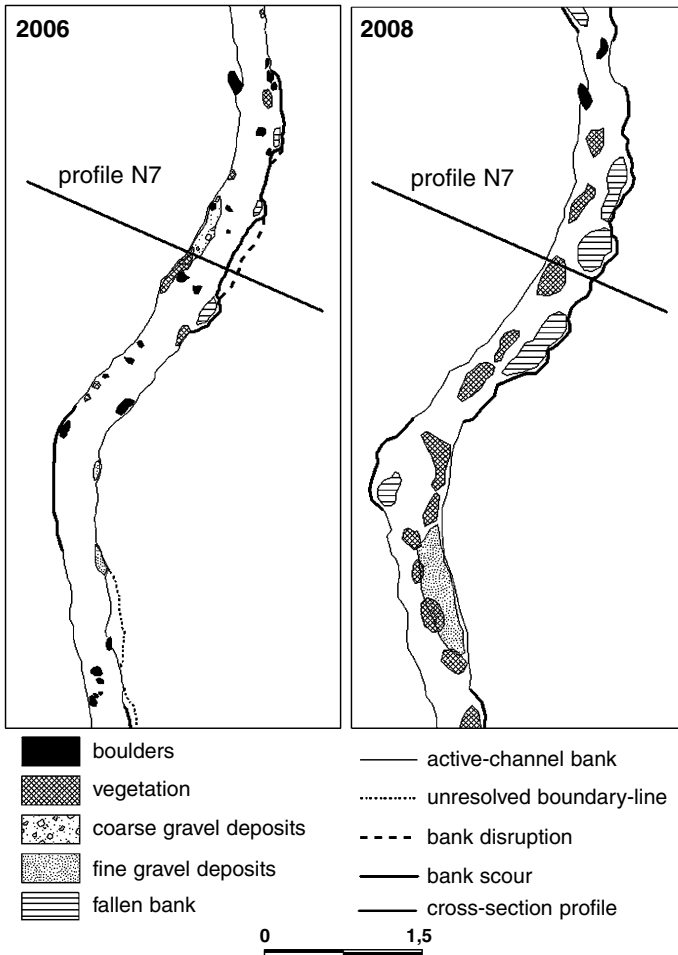 2006
2008
profile N7
profile N7
boulders
vegetation
coarse gravel deposits
fine gravel deposits
fallen bank
active-channel bank
unresolved boundary-line
bank disruption
bank scour
cross-section profile
0 1,5